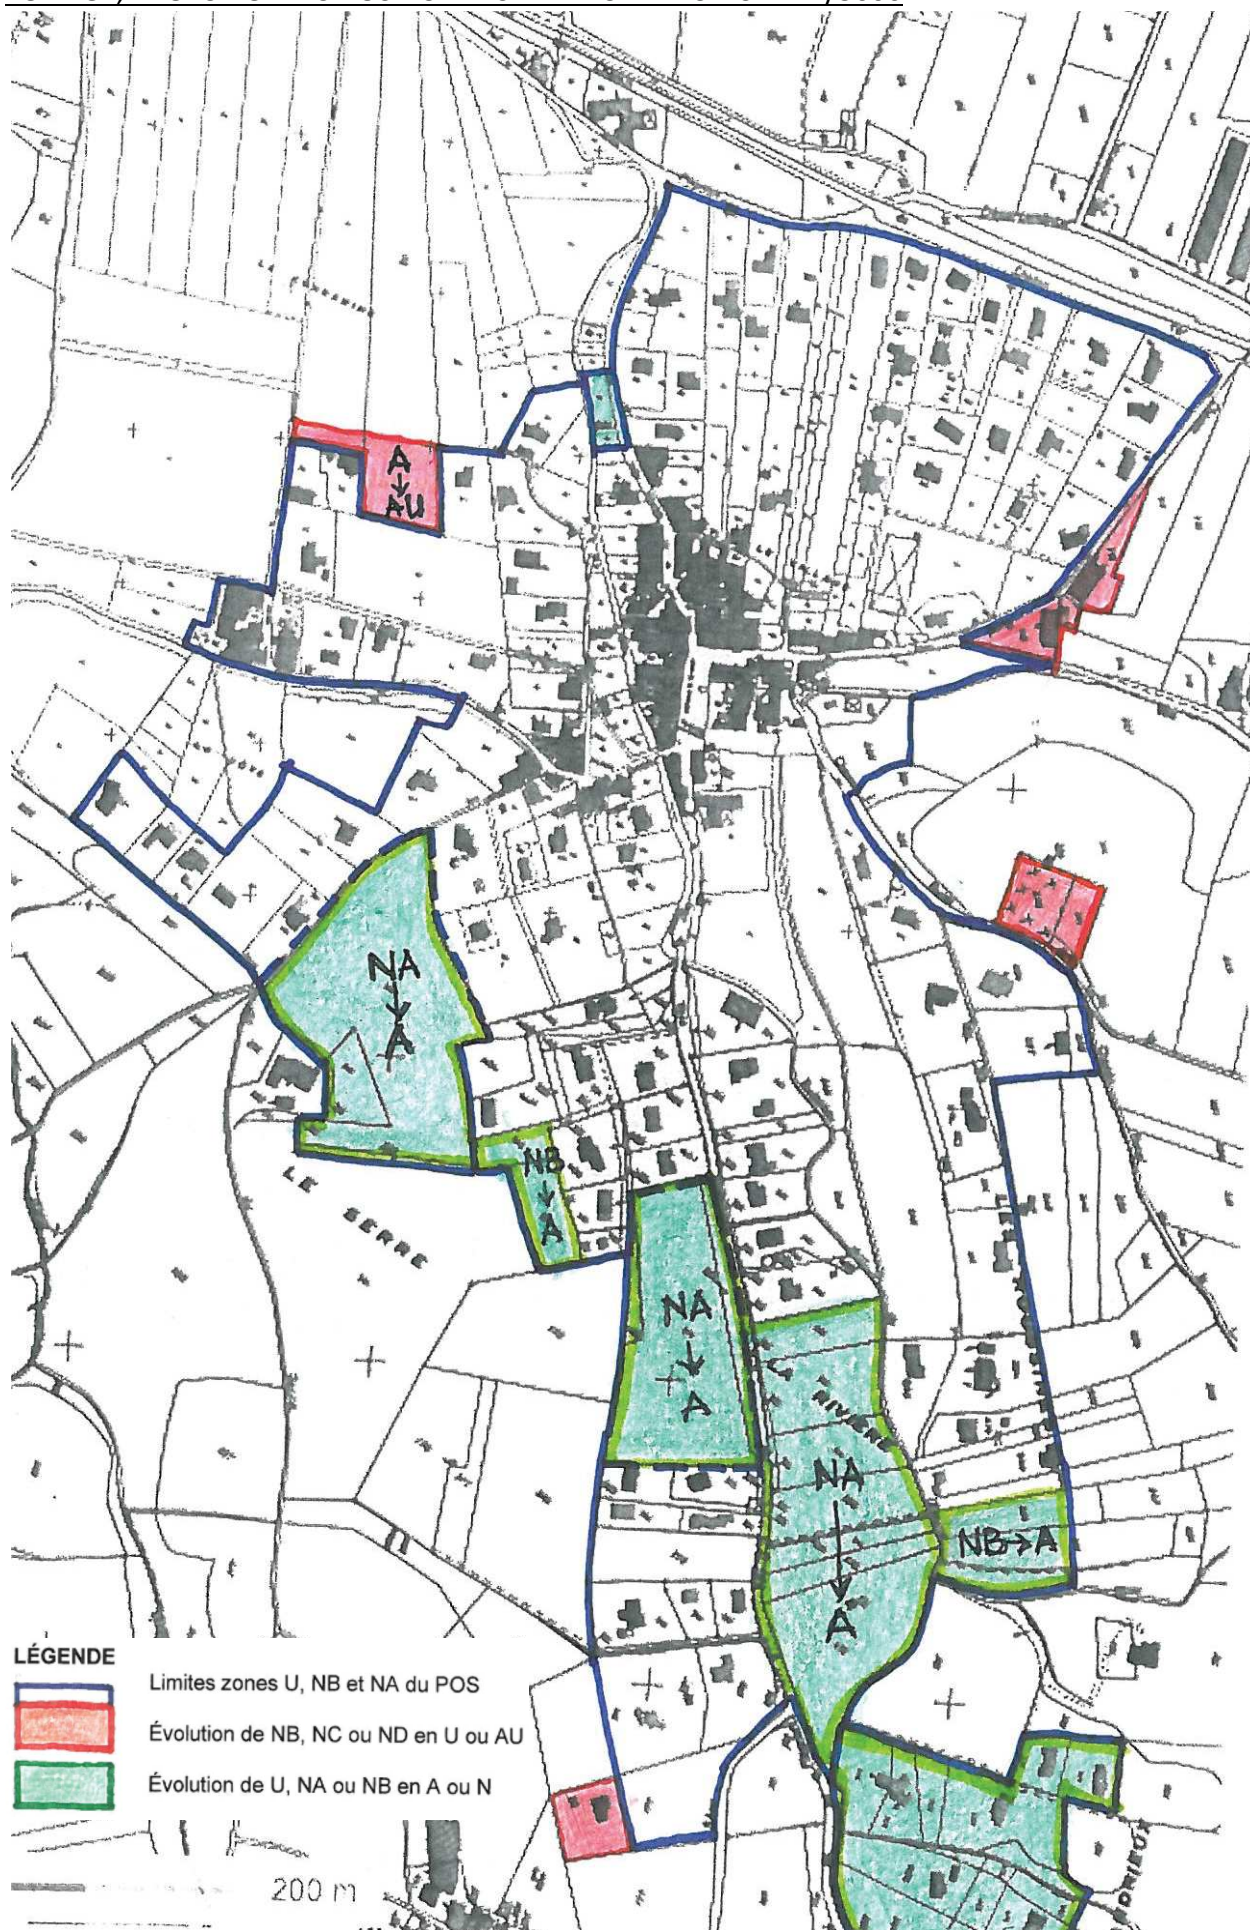 A
↓
AU
NA
↓
A
LE SERRE
NB
↓
A
NA
↓
A
RIVIERE
NA
↓
A
NB→A
LÉGENDE
Limites zones U, NB et NA du POS
Évolution de NB, NC ou ND en U ou AU
Évolution de U, NA ou NB en A ou N
200 m